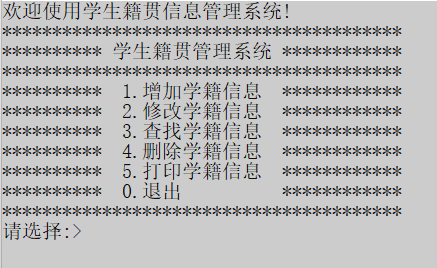 欢迎使用学生籍贯信息管理系统!
****************************************
********** 学生籍贯管理系统 ************
****************************************
**********  1.增加学籍信息  ************
**********  2.修改学籍信息  ************
**********  3.查找学籍信息  ************
**********  4.删除学籍信息  ************
**********  5.打印学籍信息  ************
**********  0.退出          ************
****************************************
请选择:>